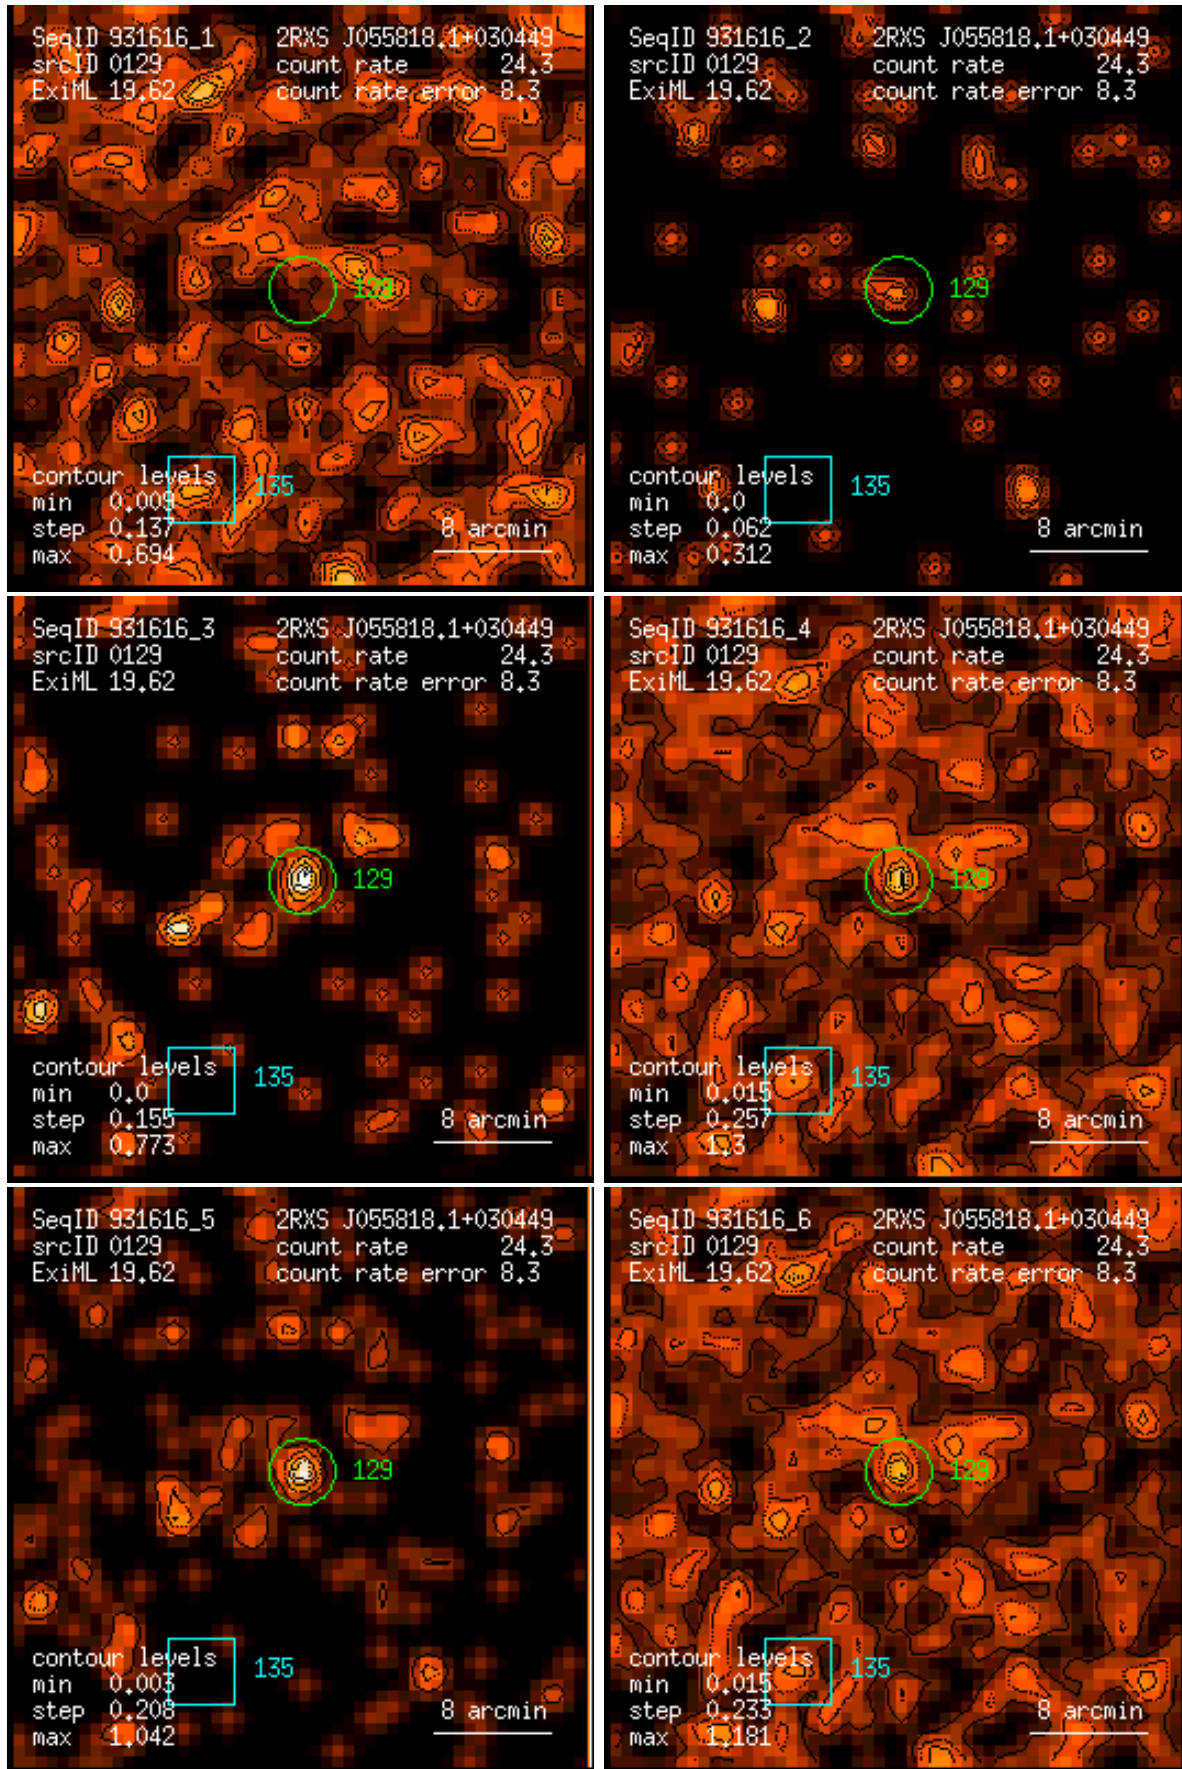 SeqID 931616_1 2RXS J055818.1+030449
srcID 0129 count rate 24.3
ExiML 19.62 count rate error 8.3
129
contour levels
135
min 0.009
step 0.137 8 arcmin
max 0.694
SeqID 931616_2 2RXS J055818.1+030449
srcID 0129 count rate 24.3
ExiML 19.62 count rate error 8.3
129
contour levels
135
min 0.0
step 0.062 8 arcmin
max 0.312
SeqID 931616_3 2RXS J055818.1+030449
srcID 0129 count rate 24.3
ExiML 19.62 count rate error 8.3
129
contour levels
135
min 0.0
step 0.155 8 arcmin
max 0.773
SeqID 931616_4 2RXS J055818.1+030449
srcID 0129 count rate 24.3
ExiML 19.62 count rate error 8.3
129
contour levels
135
min 0.015
step 0.257 8 arcmin
max 1.3
SeqID 931616_5 2RXS J055818.1+030449
srcID 0129 count rate 24.3
ExiML 19.62 count rate error 8.3
129
contour levels
135
min 0.003
step 0.208 8 arcmin
max 1.042
SeqID 931616_6 2RXS J055818.1+030449
srcID 0129 count rate 24.3
ExiML 19.62 count rate error 8.3
129
contour levels
135
min 0.015
step 0.233 8 arcmin
max 1.181